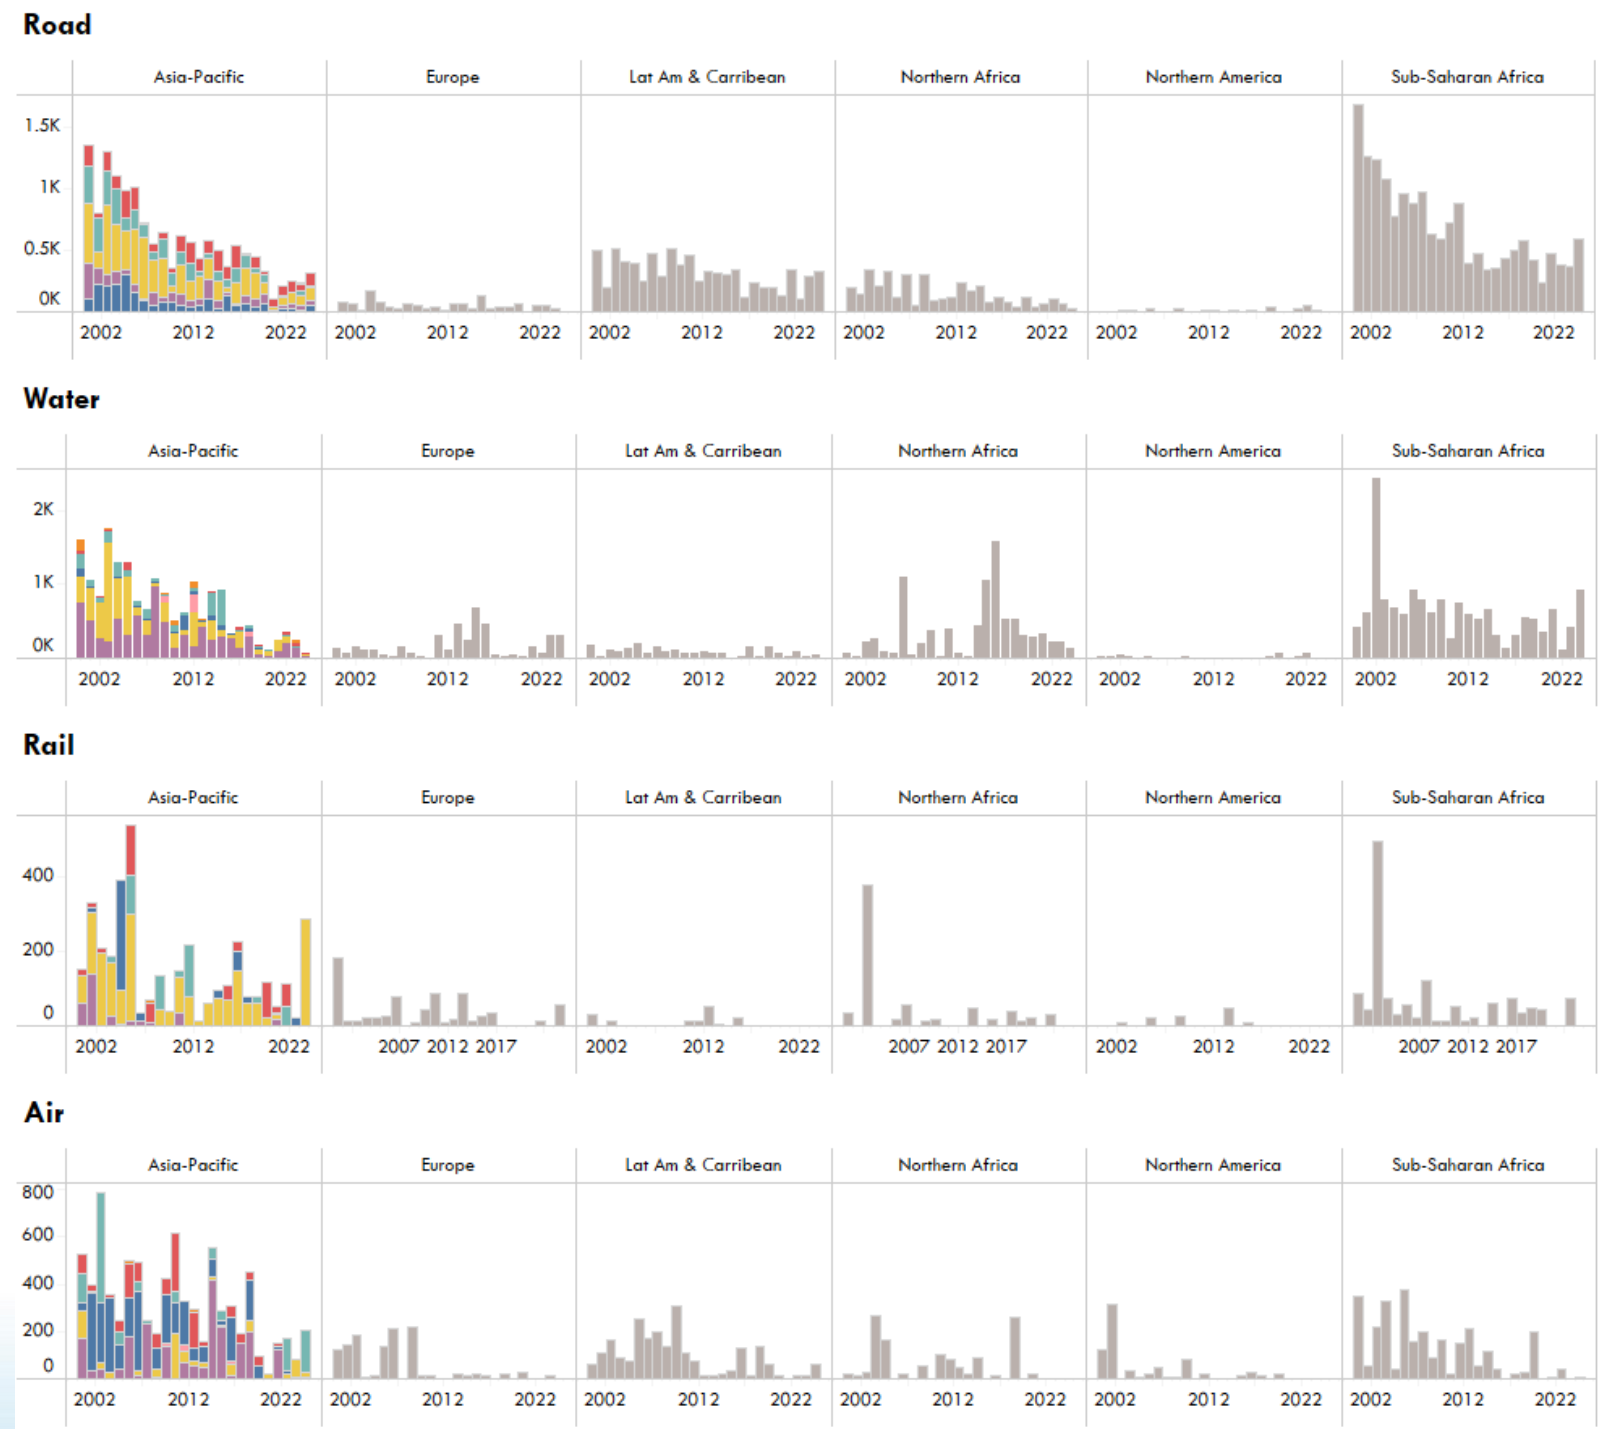 Road
Asia-Pacific Europe Lat Am & Carribean Northern Africa Northern America Sub-Saharan Africa
1.5K
1K
0.5K
0K
2002 2012 2022 2002 2012 2022 2002 2012 2022 2002 2012 2022 2002 2012 2022 2002 2012 2022
Water
Asia-Pacific Europe Lat Am & Carribean Northern Africa Northern America Sub-Saharan Africa
2K
1K
0K
2002 2012 2022 2002 2012 2022 2002 2012 2022 2002 2012 2022 2002 2012 2022 2002 2012 2022
Rail
Asia-Pacific Europe Lat Am & Carribean Northern Africa Northern America Sub-Saharan Africa
400
200
0
2002 2012 2022 2007 2012 2017 2002 2012 2022 2007 2012 2017 2002 2012 2022 2007 2012 2017
Air
Asia-Pacific Europe Lat Am & Carribean Northern Africa Northern America Sub-Saharan Africa
800
600
400
200
0
2002 2012 2022 2002 2012 2022 2002 2012 2022 2002 2012 2022 2002 2012 2022 2002 2012 2022